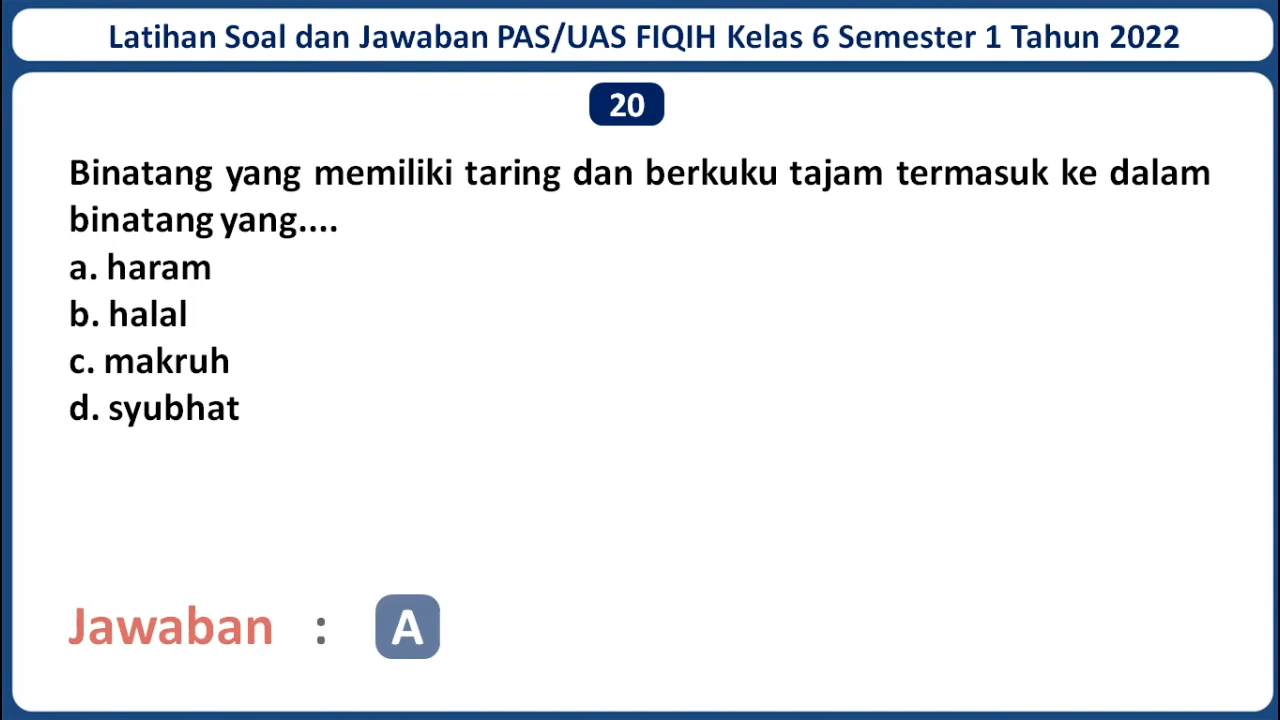 Latihan Soal dan Jawaban PAS/UAS FIQIH Kelas 6 Semester 1 Tahun 2022
20
Binatang yang memiliki taring dan berkuku tajam termasuk ke dalam
binatang yang....
a. haram
b. halal
c. makruh
d. syubhat
Jawaban : A